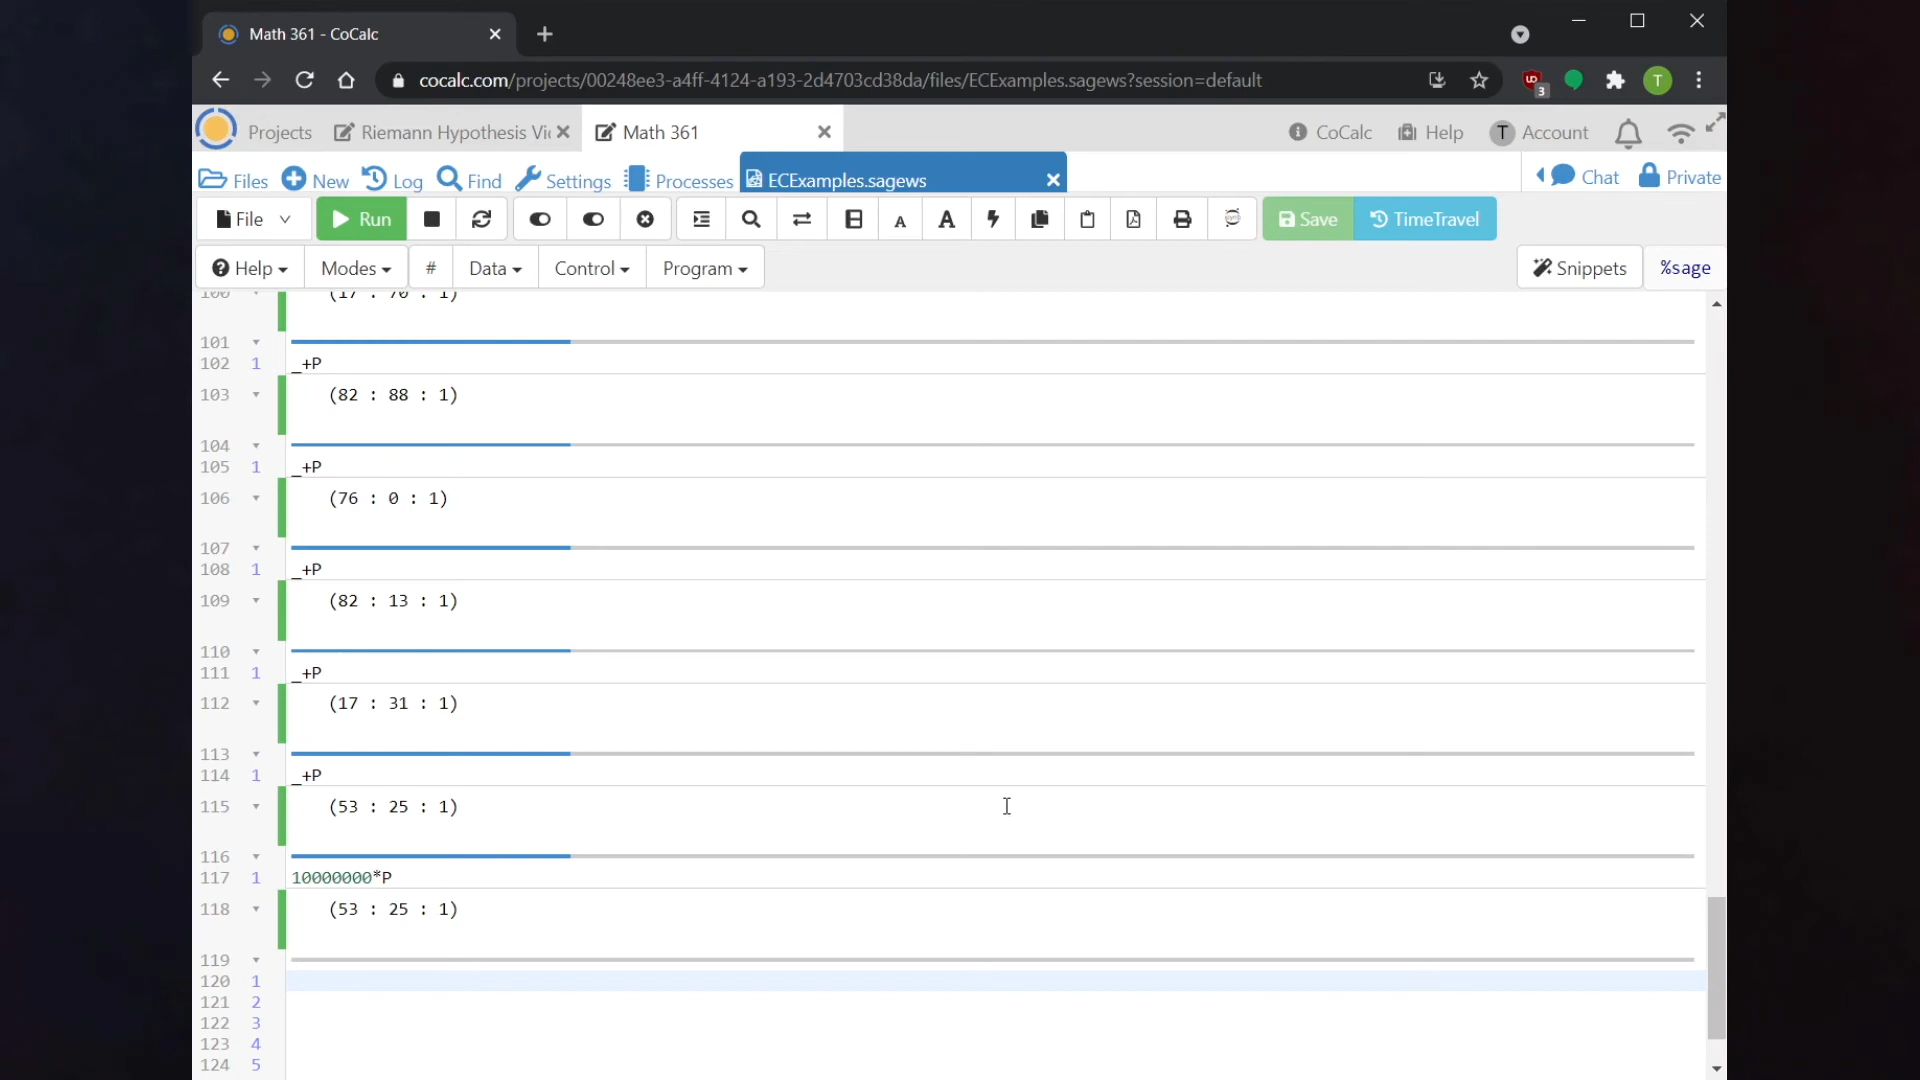 Math 361 - CoCalc
cocalc.com/projects/00248ee3-a4ff-4124-a193-2d4703cd38da/files/ECExamples.sagews?session=default
3
T
Projects
Riemann Hypothesis Vi
Math 361
CoCalc
Help
T Account
Files
New
Log
Find
Settings
Processes
ECExamples.sagews
Chat
Private
File
Run
A
A
Save
TimeTravel
Help
Modes
#
Data
Control
Program
Snippets
%sage
100 (17 : 70 : 1)
101
102 1 _+P
103 (82 : 88 : 1)
104
105 1 _+P
106 (76 : 0 : 1)
107
108 1 _+P
109 (82 : 13 : 1)
110
111 1 _+P
112 (17 : 31 : 1)
113
114 1 _+P
115 (53 : 25 : 1)
116
117 1 10000000*P
118 (53 : 25 : 1)
119
120 1
121 2
122 3
123 4
124 5